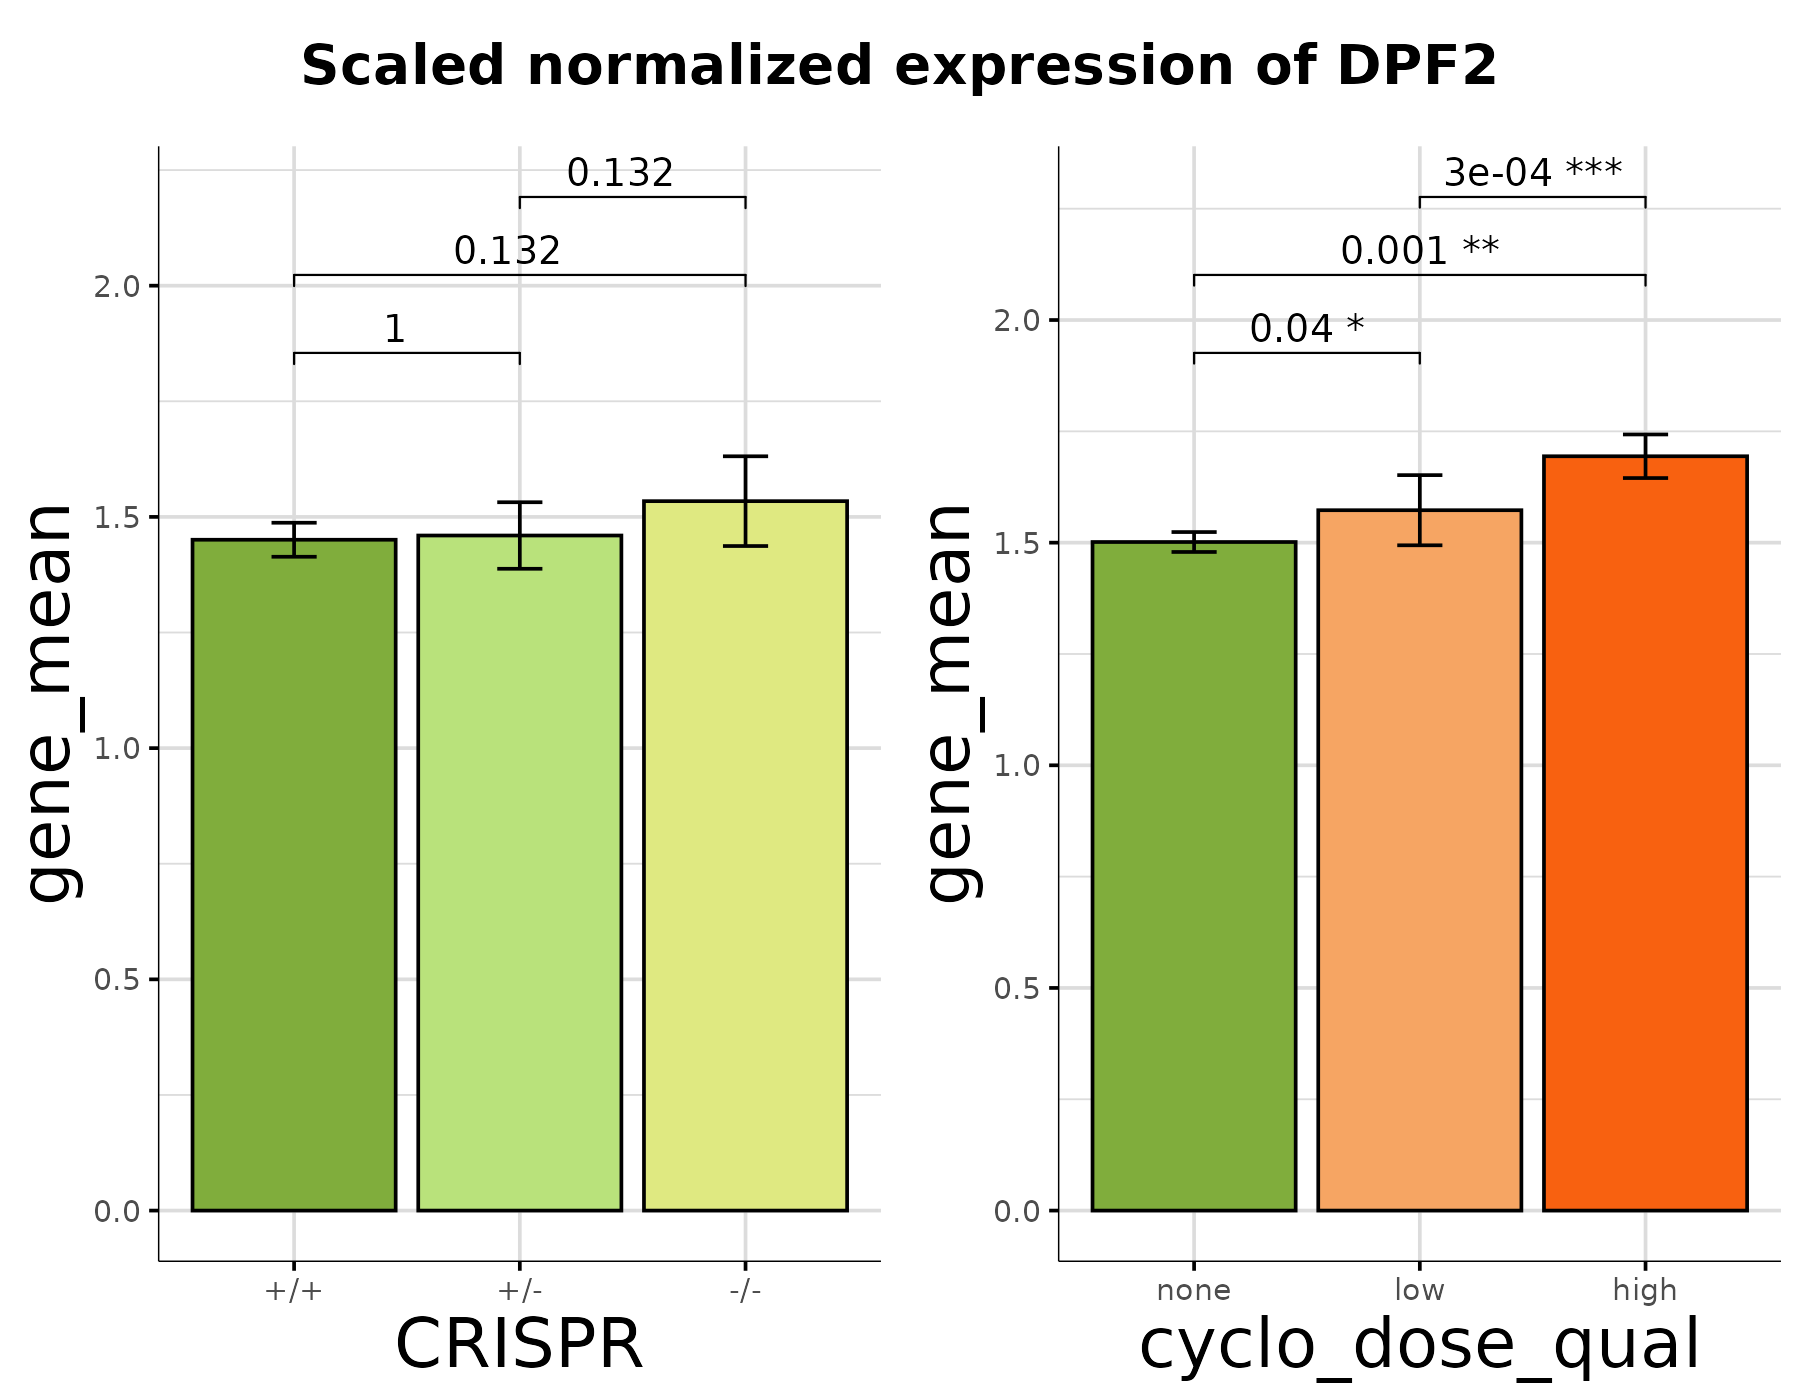 Scaled normalized expression of DPF2
0.132
0.132
1
2.0
1.5
1.0
0.5
0.0
gene_mean
+/+ +/- -/-
CRISPR
3e-04 ***
0.001 **
0.04 *
2.0
1.5
1.0
0.5
0.0
gene_mean
none low high
cyclo_dose_qual